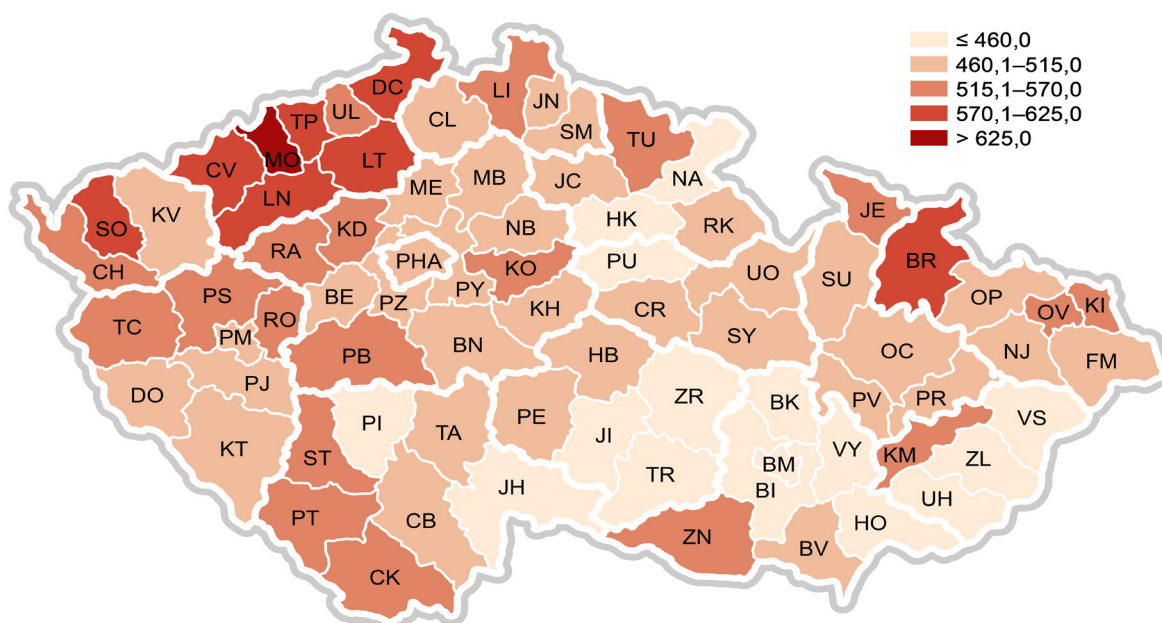 ≤ 460,0
460,1–515,0
515,1–570,0
570,1–625,0
> 625,0
DC
LI
JN
TP
UL
CL
SM
TU
MO
CV
LT
LN
ME
MB
JC
NA
SO
KV
KD
NB
HK
RK
JE
CH
RA
PHA
KO
PU
UO
SU
BR
TC
PS
RO
BE
PZ
PY
KH
CR
OP
OV
KI
PM
PB
BN
HB
SY
OC
NJ
FM
DO
PJ
PI
TA
PE
ZR
BK
PV
PR
VS
KT
ST
JI
VY
KM
ZL
JH
TR
BM
BI
UH
PT
CB
ZN
BV
HO
CK